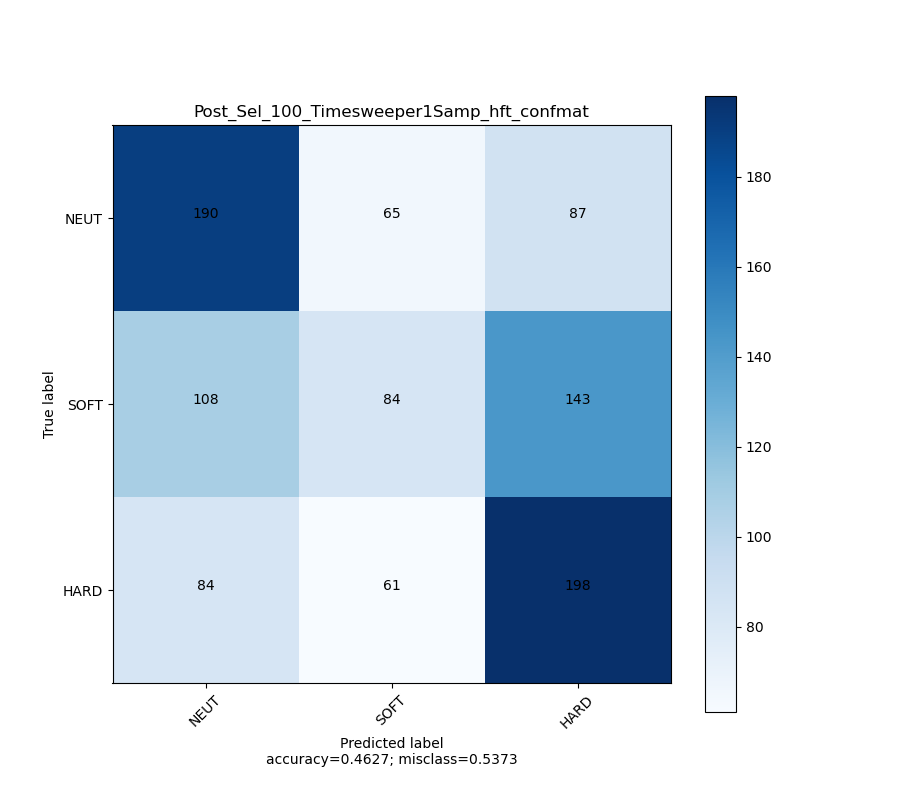 Post_Sel_100_Timesweeper1Samp_hft_confmat
NEUT 190 65 87
SOFT 108 84 143
HARD 84 61 198
NEUT SOFT HARD
True label
Predicted label
accuracy=0.4627; misclass=0.5373
180
160
140
120
100
80